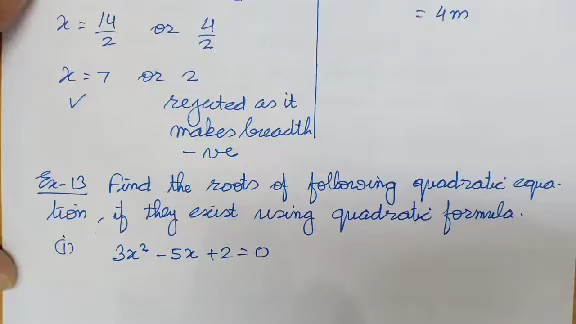 x = 14/2 or 4/2
= 4m
x = 7 or 2
✓ rejected as it
makes breadth
-ve
Ex-13 Find the roots of following quadratic equa-
tion, if they exist using quadratic formula.
(i) 3x² - 5x + 2 = 0